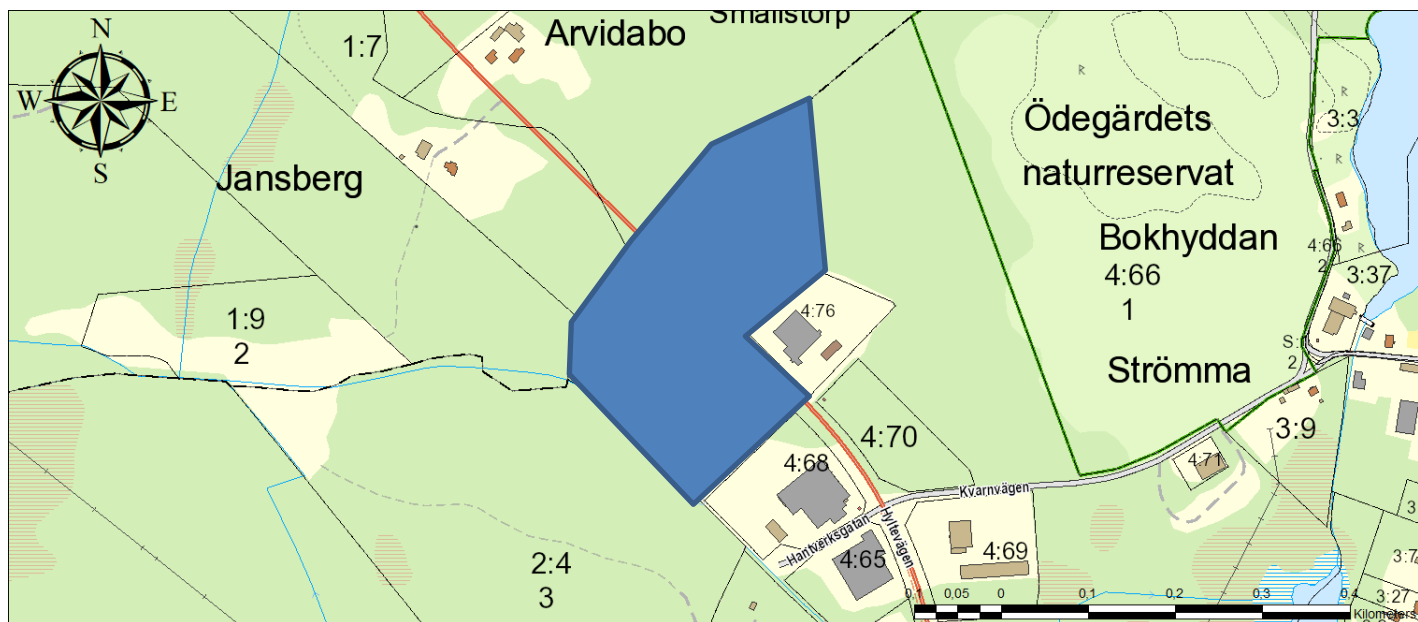 Smallstorp
N
W
E
S
1:7
Arvidabo
Jansberg
Ödegärdets
naturreservat
3:3
Bokhyddan
4:66
1
4:66
2
3:37
1:9
2
4:76
S:
2
Strömma
3:9
4:70
4:68
4:71
Kvarnvägen
Hantverksgatan
Hyltevägen
4:65
4:69
2:4
3
3:27
0,1
0,05
0
0,1
0,2
0,3
0,4
Kilometers